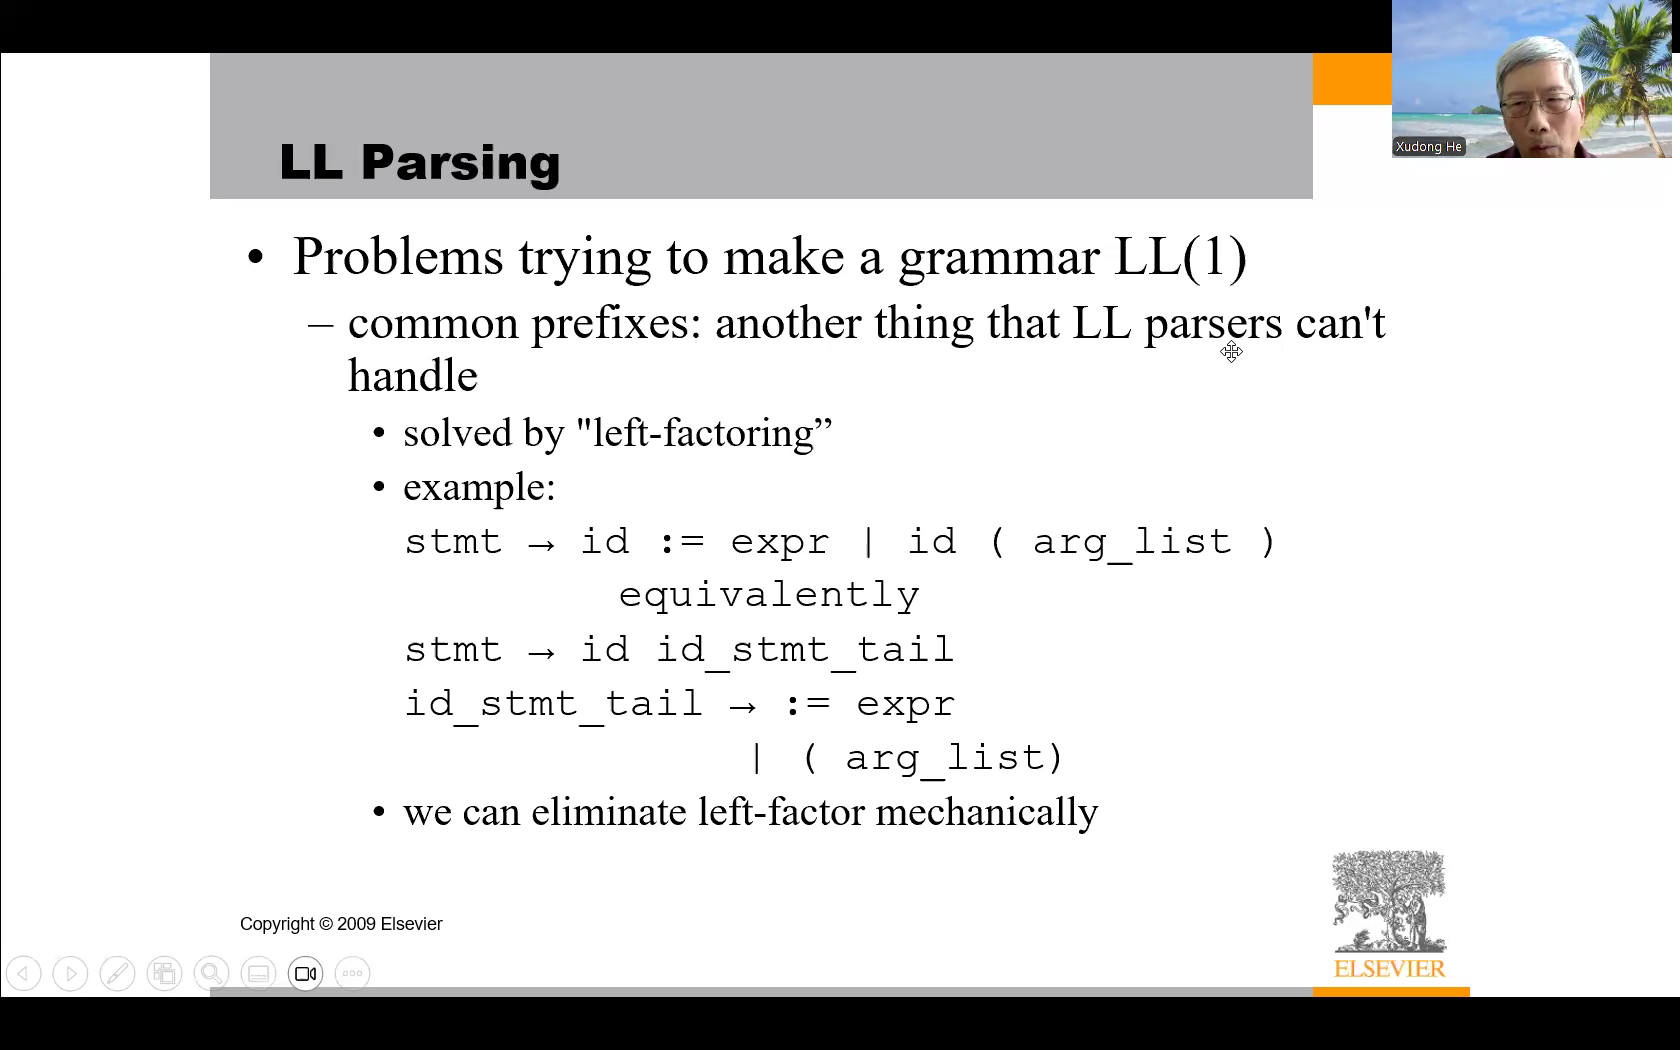 Xudong He
LL Parsing
• Problems trying to make a grammar LL(1)
– common prefixes: another thing that LL parsers can't
handle
• solved by "left-factoring”
• example:
stmt → id := expr | id ( arg_list )
equivalently
stmt → id id_stmt_tail
id_stmt_tail → := expr
| ( arg_list)
• we can eliminate left-factor mechanically
Copyright © 2009 Elsevier
ELSEVIER